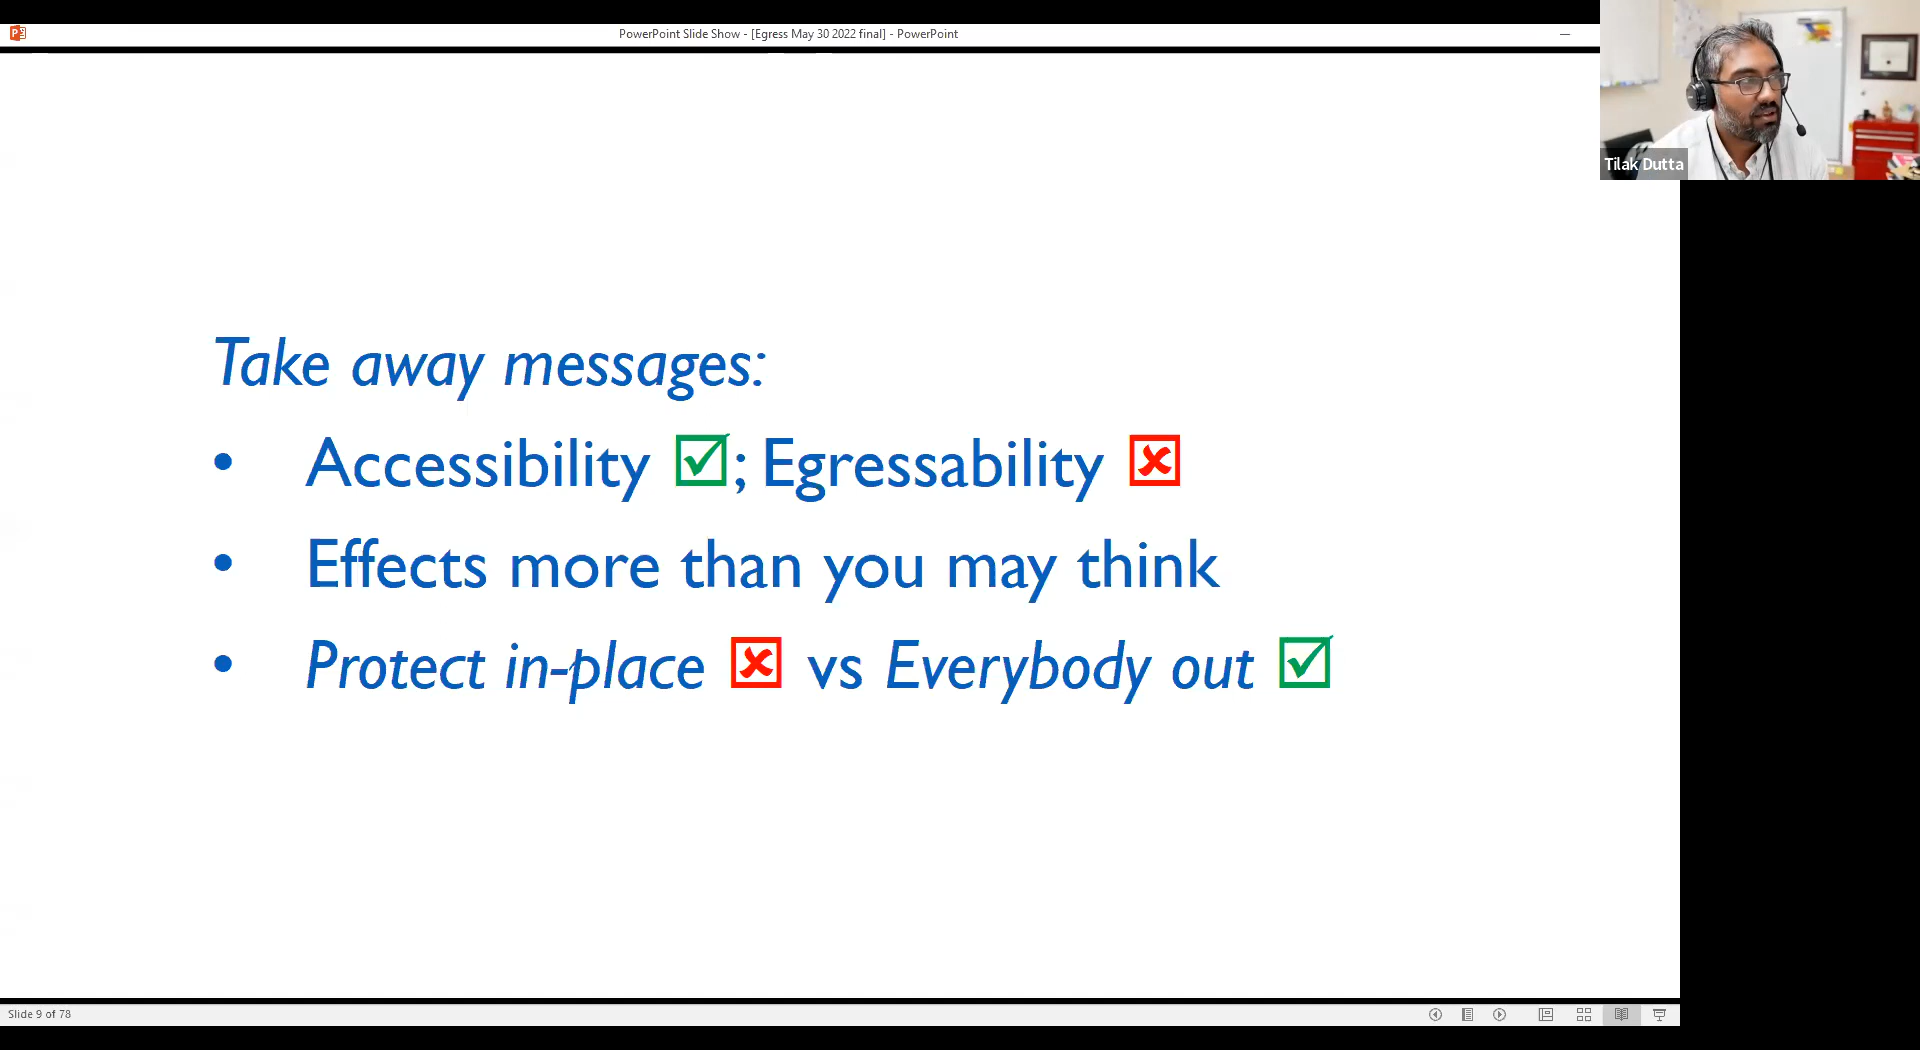 PowerPoint Slide Show - [Egress May 30 2022 final] - PowerPoint
Tilak Dutta
Take away messages:
• Accessibility ☑; Egressability ☒
• Effects more than you may think
• Protect in-place ☒ vs Everybody out ☑
Slide 9 of 78